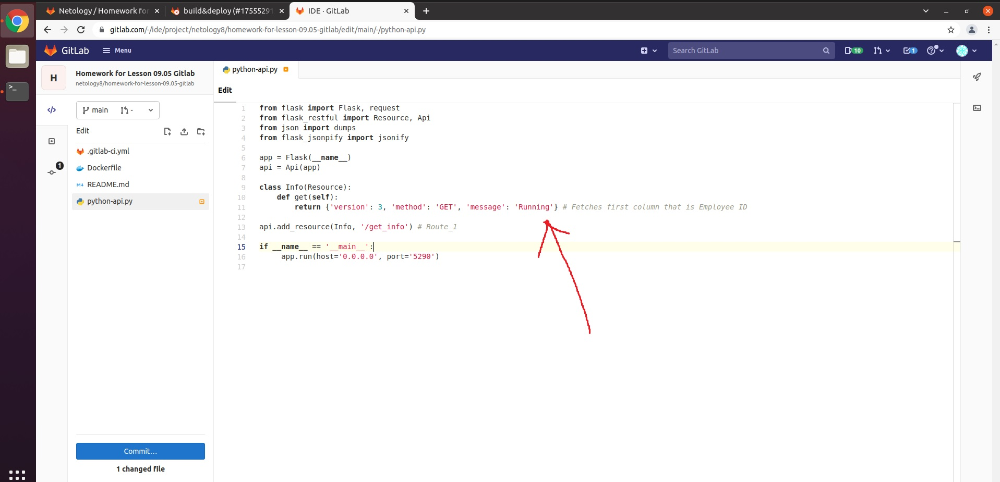 Netology / Homework for
build&deploy (#17555291
IDE · GitLab
gitlab.com/-/ide/project/netology8/homework-for-lesson-09.05-gitlab/edit/main/-/python-api.py
GitLab
Menu
Search GitLab
10
1
H
Homework for Lesson 09.05 Gitlab
netology8/homework-for-lesson-09.05-gitlab
python-api.py
Edit
main
-
Edit
.gitlab-ci.yml
1
Dockerfile
README.md
python-api.py
1 from flask import Flask, request
2 from flask_restful import Resource, Api
3 from json import dumps
4 from flask_jsonpify import jsonify
5
6 app = Flask(__name__)
7 api = Api(app)
8
9 class Info(Resource):
10     def get(self):
11         return {'version': 3, 'method': 'GET', 'message': 'Running'} # Fetches first column that is Employee ID
12
13 api.add_resource(Info, '/get_info') # Route_1
14
15 if __name__ == '__main__':
16      app.run(host='0.0.0.0', port='5290')
17
Commit...
1 changed file